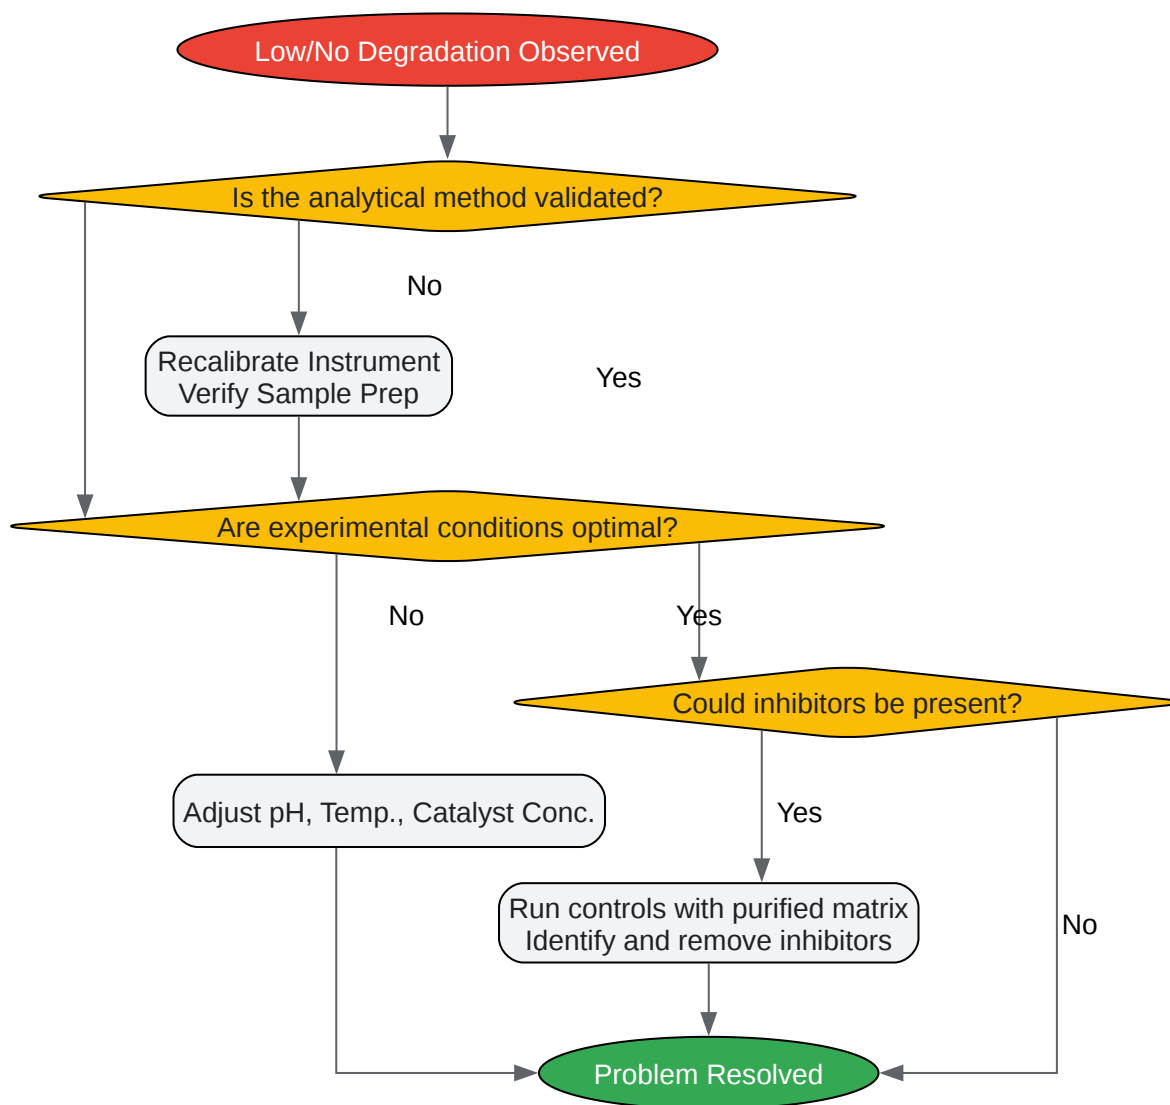 Low/No Degradation Observed
Is the analytical method validated?
No
Recalibrate Instrument
Verify Sample Prep
Yes
Are experimental conditions optimal?
No
Yes
Could inhibitors be present?
Adjust pH, Temp., Catalyst Conc.
Yes
Run controls with purified matrix
Identify and remove inhibitors
No
Problem Resolved